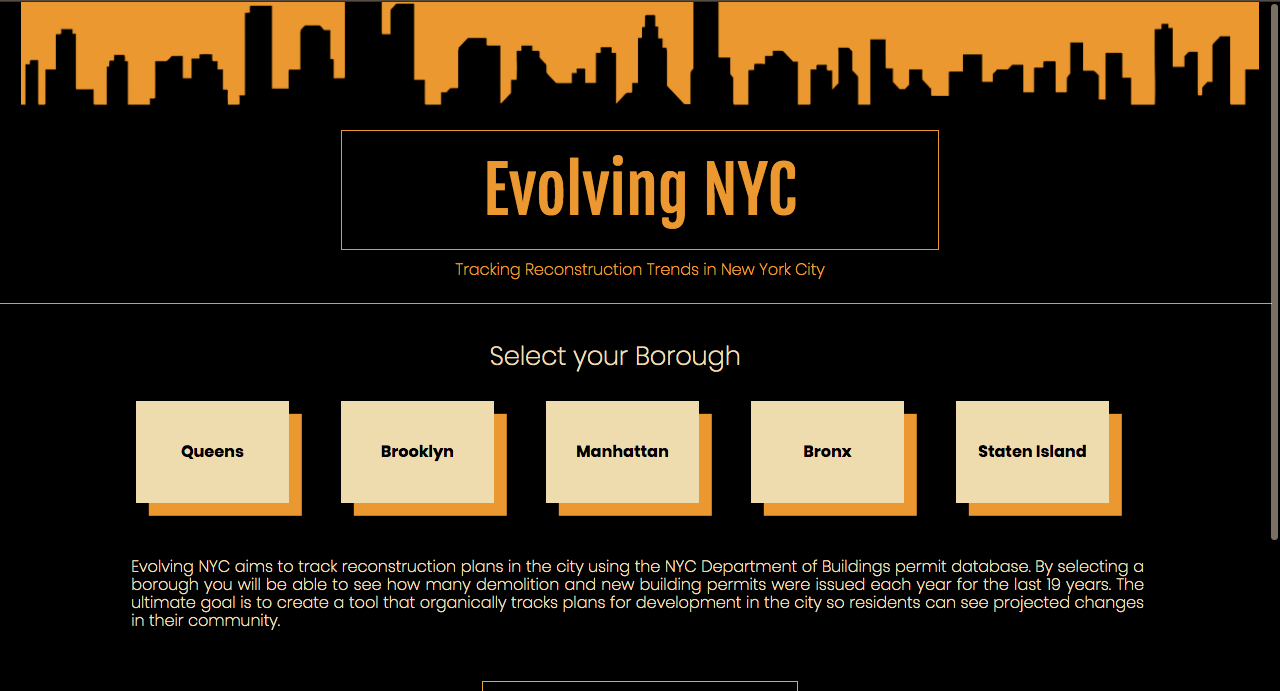 Evolving NYC
Tracking Reconstruction Trends in New York City
Select your Borough
Queens
Brooklyn
Manhattan
Bronx
Staten Island
Evolving NYC aims to track reconstruction plans in the city using the NYC Department of Buildings permit database. By selecting a
borough you will be able to see how many demolition and new building permits were issued each year for the last 19 years. The
ultimate goal is to create a tool that organically tracks plans for development in the city so residents can see projected changes
in their community.